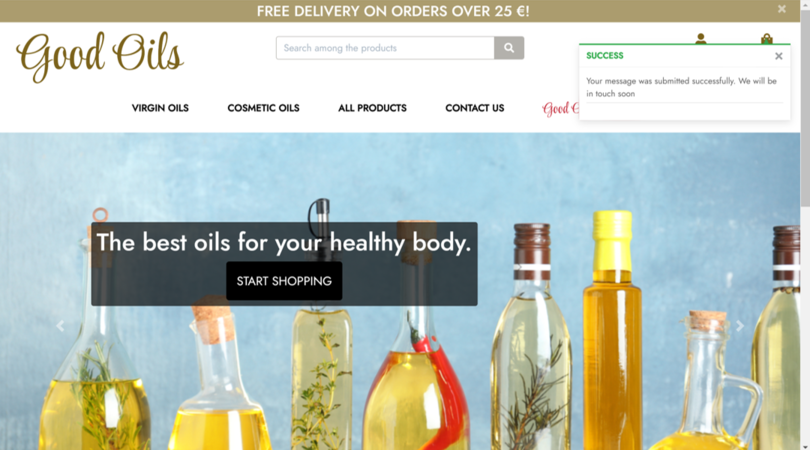 FREE DELIVERY ON ORDERS OVER 25 €!
Good Oils
Search among the products
SUCCESS
Your message was submitted successfully. We will be
in touch soon
VIRGIN OILS
COSMETIC OILS
ALL PRODUCTS
CONTACT US
Good
The best oils for your healthy body.
START SHOPPING